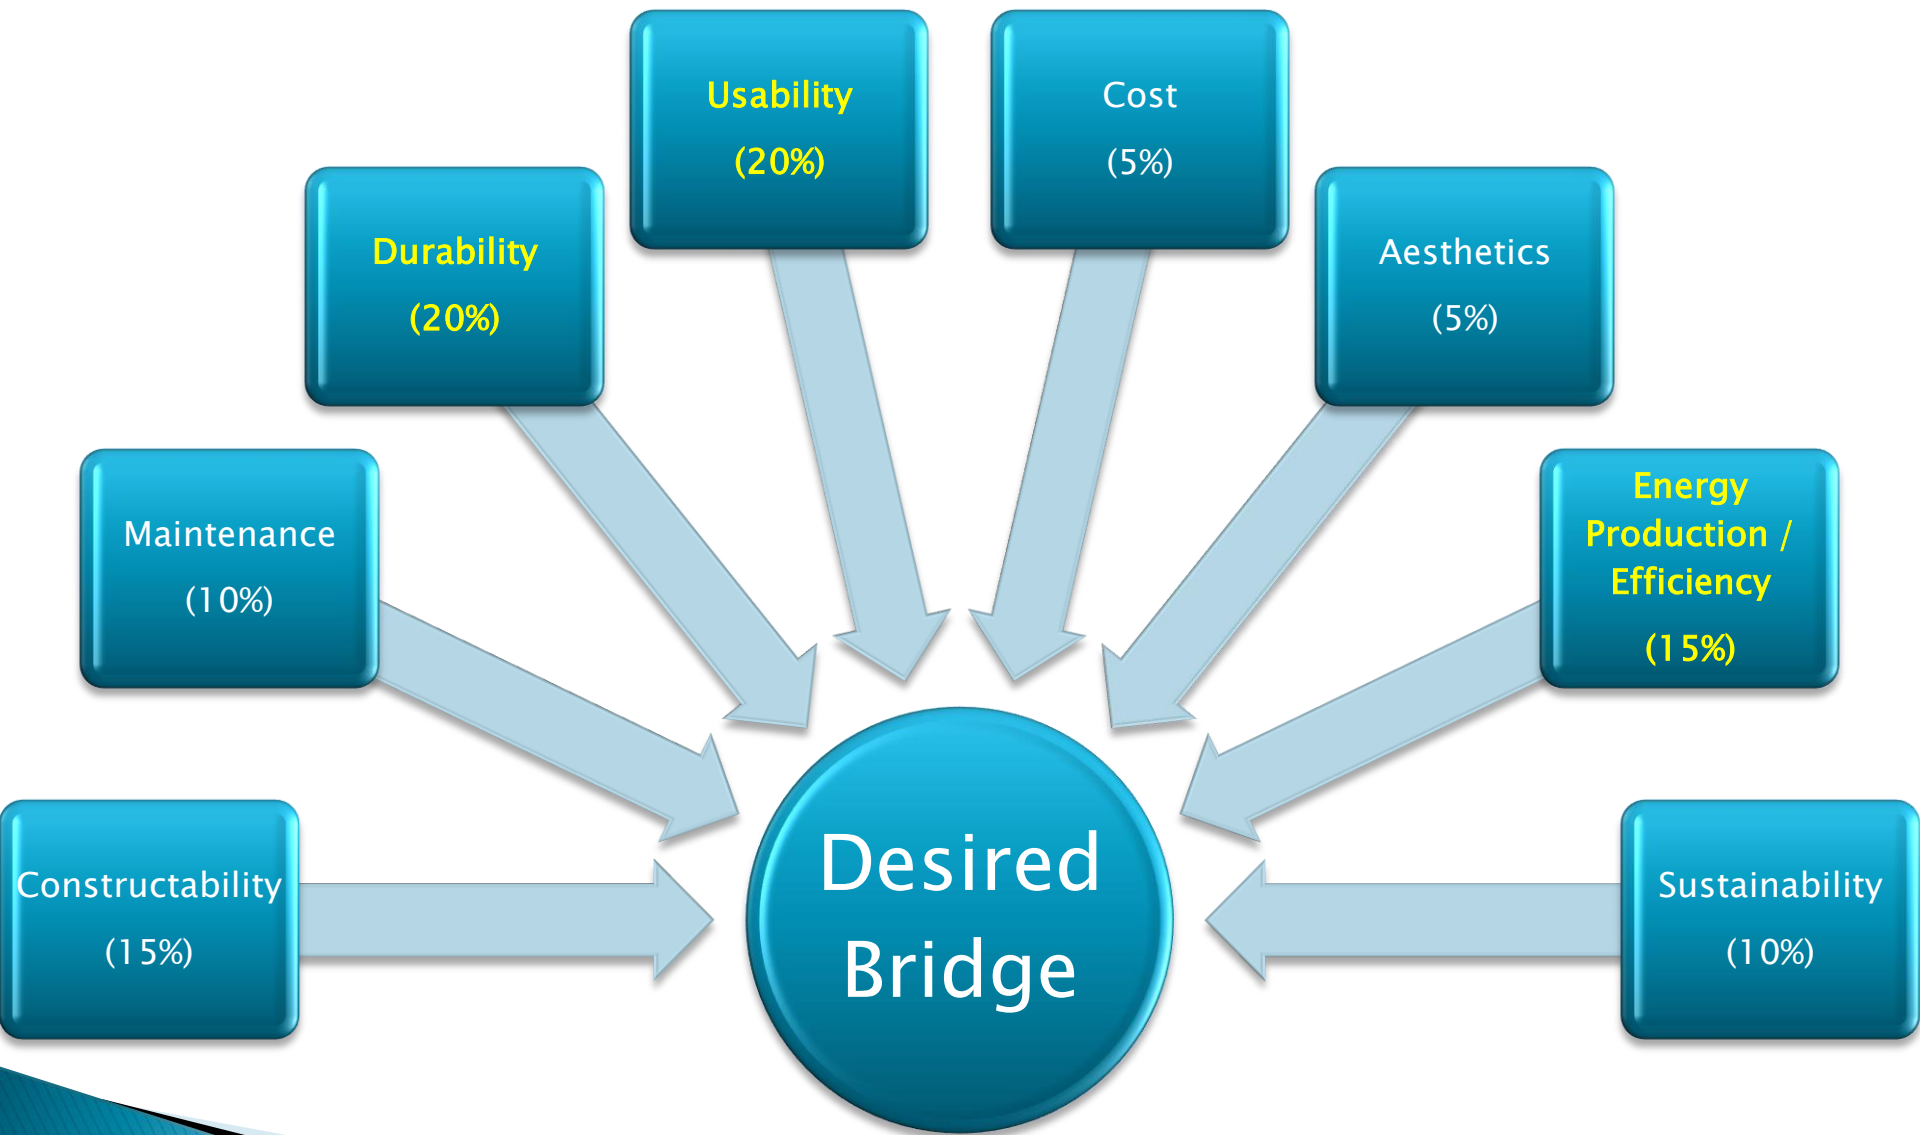 Usability
(20%)
Cost
(5%)
Durability
(20%)
Aesthetics
(5%)
Maintenance
(10%)
Energy
Production /
Efficiency
(15%)
Constructability
(15%)
Desired
Bridge
Sustainability
(10%)